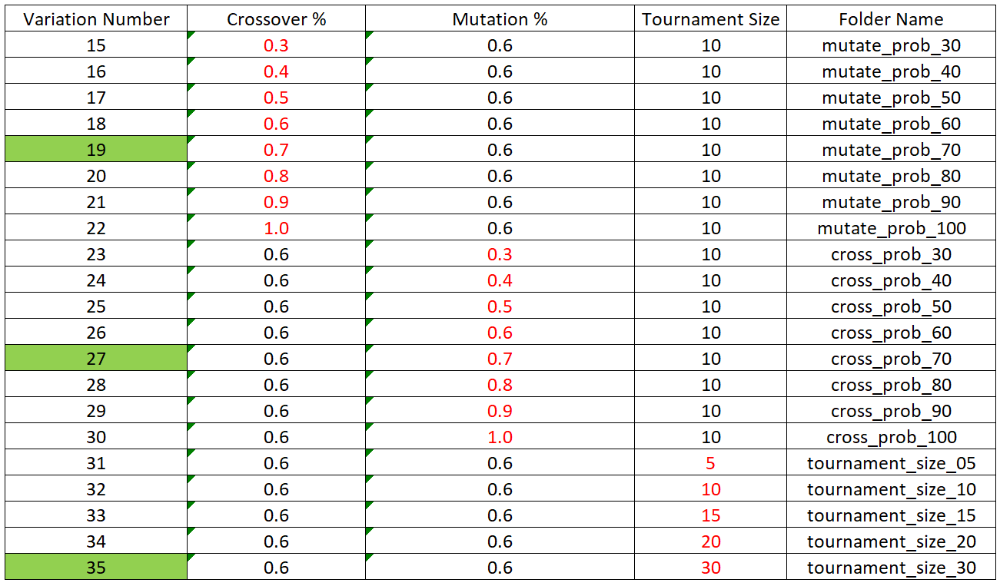 Variation Number Crossover % Mutation % Tournament Size Folder Name
15 0.3 0.6 10 mutate_prob_30
16 0.4 0.6 10 mutate_prob_40
17 0.5 0.6 10 mutate_prob_50
18 0.6 0.6 10 mutate_prob_60
19 0.7 0.6 10 mutate_prob_70
20 0.8 0.6 10 mutate_prob_80
21 0.9 0.6 10 mutate_prob_90
22 1.0 0.6 10 mutate_prob_100
23 0.6 0.3 10 cross_prob_30
24 0.6 0.4 10 cross_prob_40
25 0.6 0.5 10 cross_prob_50
26 0.6 0.6 10 cross_prob_60
27 0.6 0.7 10 cross_prob_70
28 0.6 0.8 10 cross_prob_80
29 0.6 0.9 10 cross_prob_90
30 0.6 1.0 10 cross_prob_100
31 0.6 0.6 5 tournament_size_05
32 0.6 0.6 10 tournament_size_10
33 0.6 0.6 15 tournament_size_15
34 0.6 0.6 20 tournament_size_20
35 0.6 0.6 30 tournament_size_30